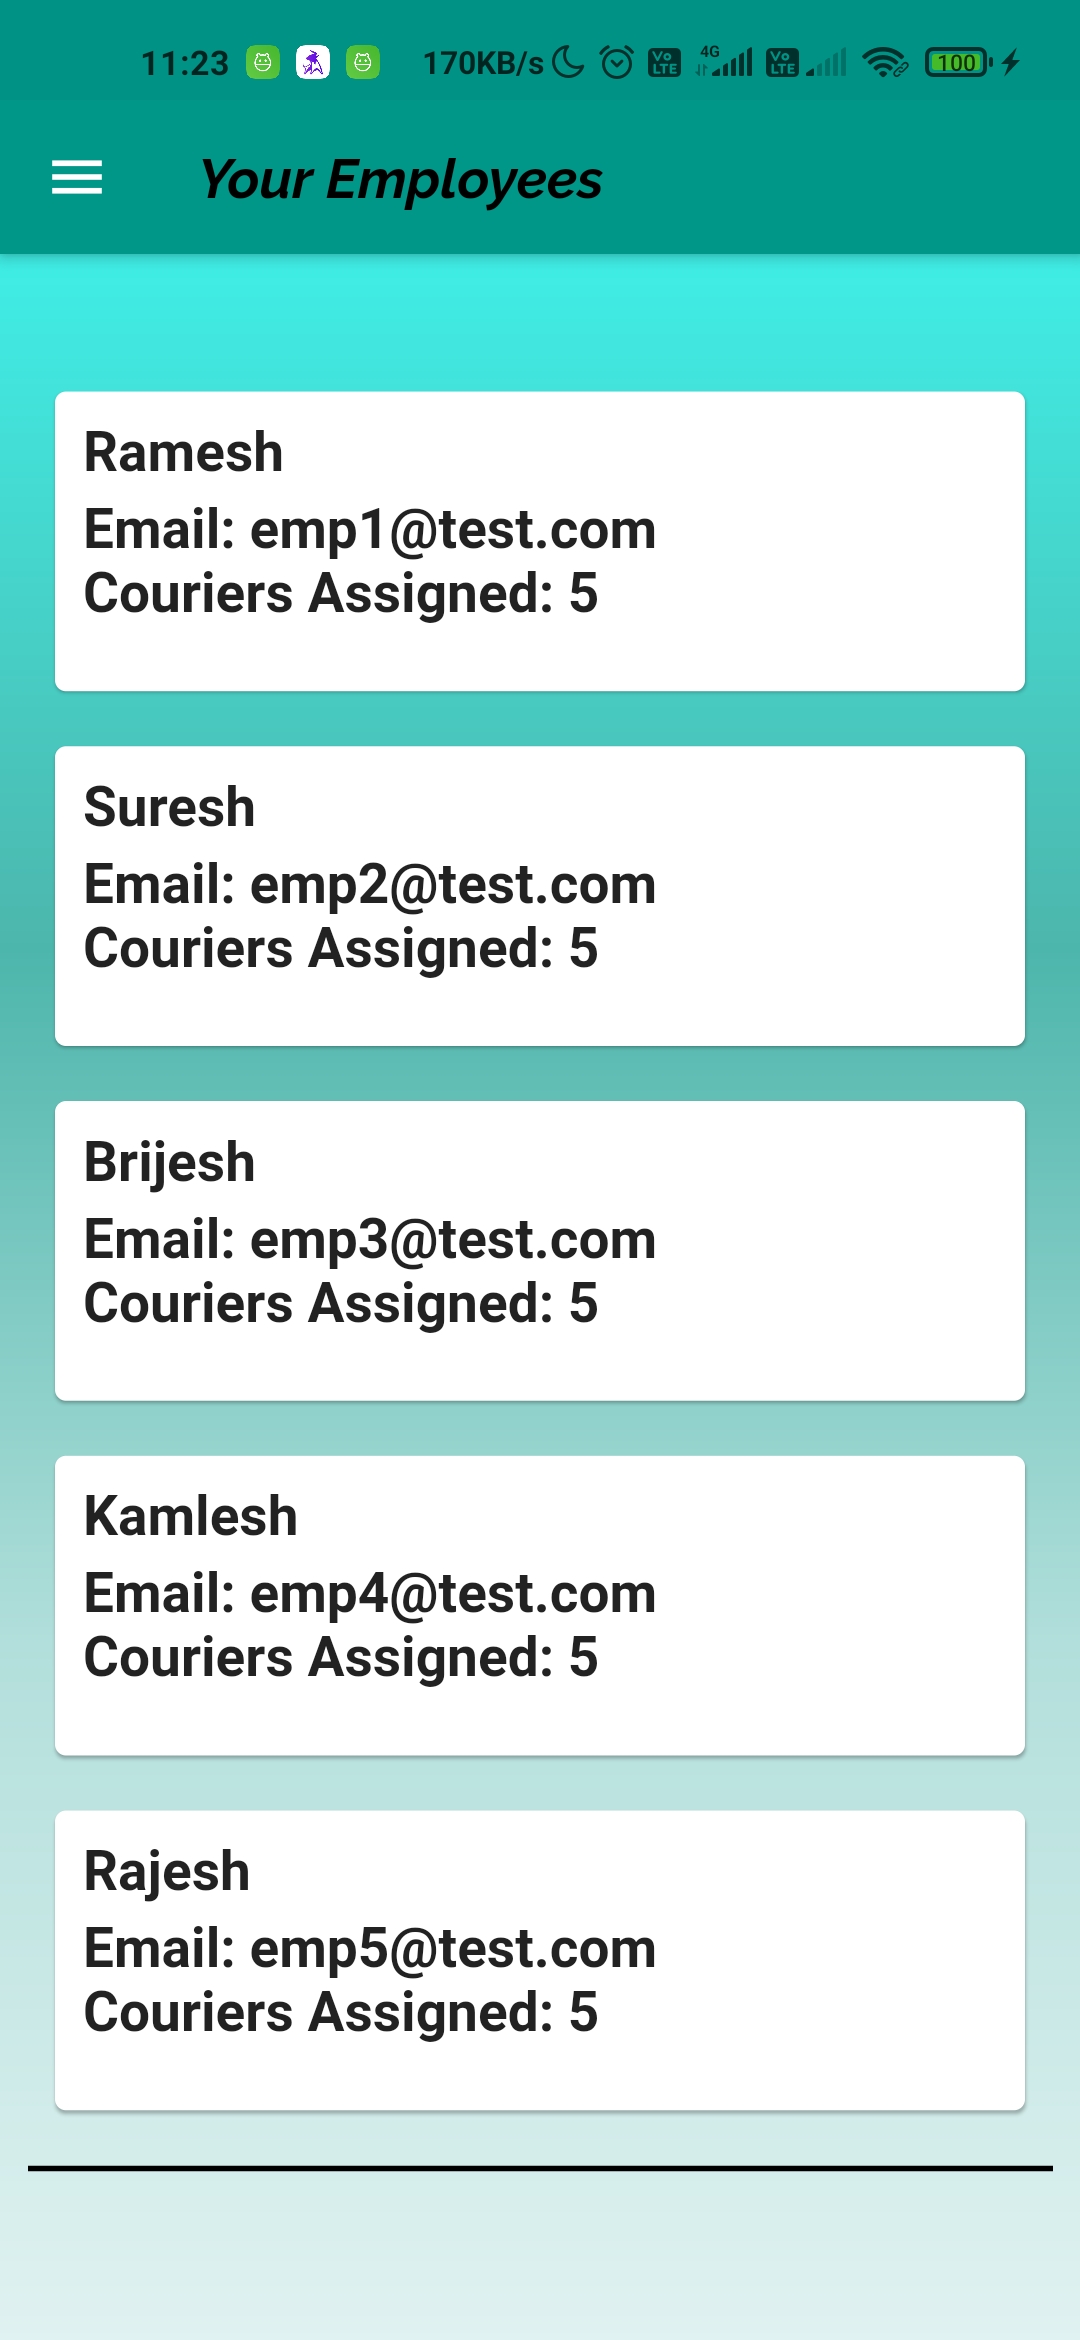 11:23 170KB/s Vo LTE 4G Vo LTE 100
Your Employees
Ramesh
Email: emp1@test.com
Couriers Assigned: 5
Suresh
Email: emp2@test.com
Couriers Assigned: 5
Brijesh
Email: emp3@test.com
Couriers Assigned: 5
Kamlesh
Email: emp4@test.com
Couriers Assigned: 5
Rajesh
Email: emp5@test.com
Couriers Assigned: 5